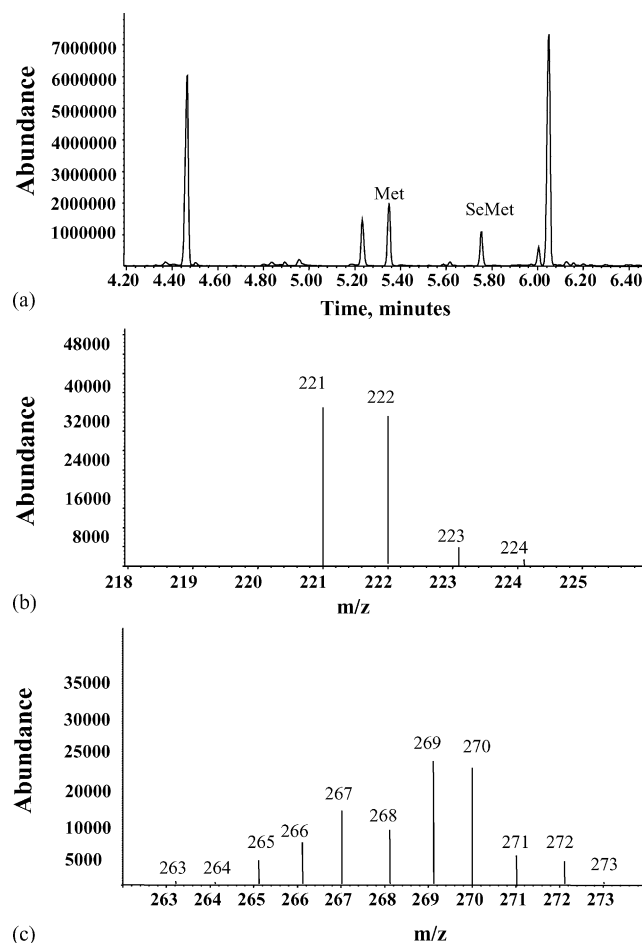 Abundance
7000000
6000000
5000000
4000000
3000000
2000000
1000000
Met
SeMet
4.20 4.40 4.60 4.80 5.00 5.20 5.40 5.60 5.80 6.00 6.20 6.40
(a)
Time, minutes
Abundance
48000
40000
32000
24000
16000
8000
221
222
223
224
218 219 220 221 222 223 224 225
(b)
m/z
Abundance
35000
30000
25000
20000
15000
10000
5000
263
264
265
266
267
268
269
270
271
272
273
263 264 265 266 267 268 269 270 271 272 273
(c)
m/z